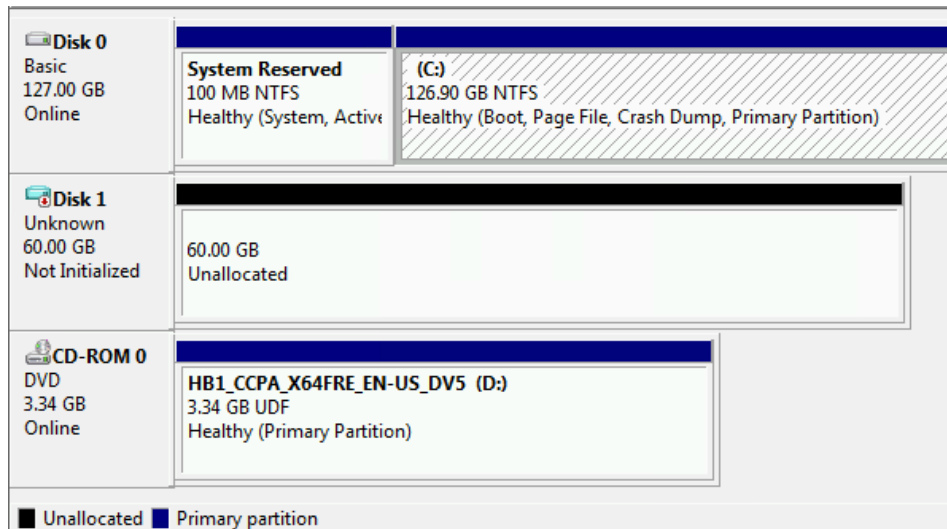 Disk 0
Basic
127.00 GB
Online
System Reserved
100 MB NTFS
Healthy (System, Active
(C:)
126.90 GB NTFS
Healthy (Boot, Page File, Crash Dump, Primary Partition)
Disk 1
Unknown
60.00 GB
Not Initialized
60.00 GB
Unallocated
CD-ROM 0
DVD
3.34 GB
Online
HB1_CCPA_X64FRE_EN-US_DV5 (D:)
3.34 GB UDF
Healthy (Primary Partition)
Unallocated Primary partition